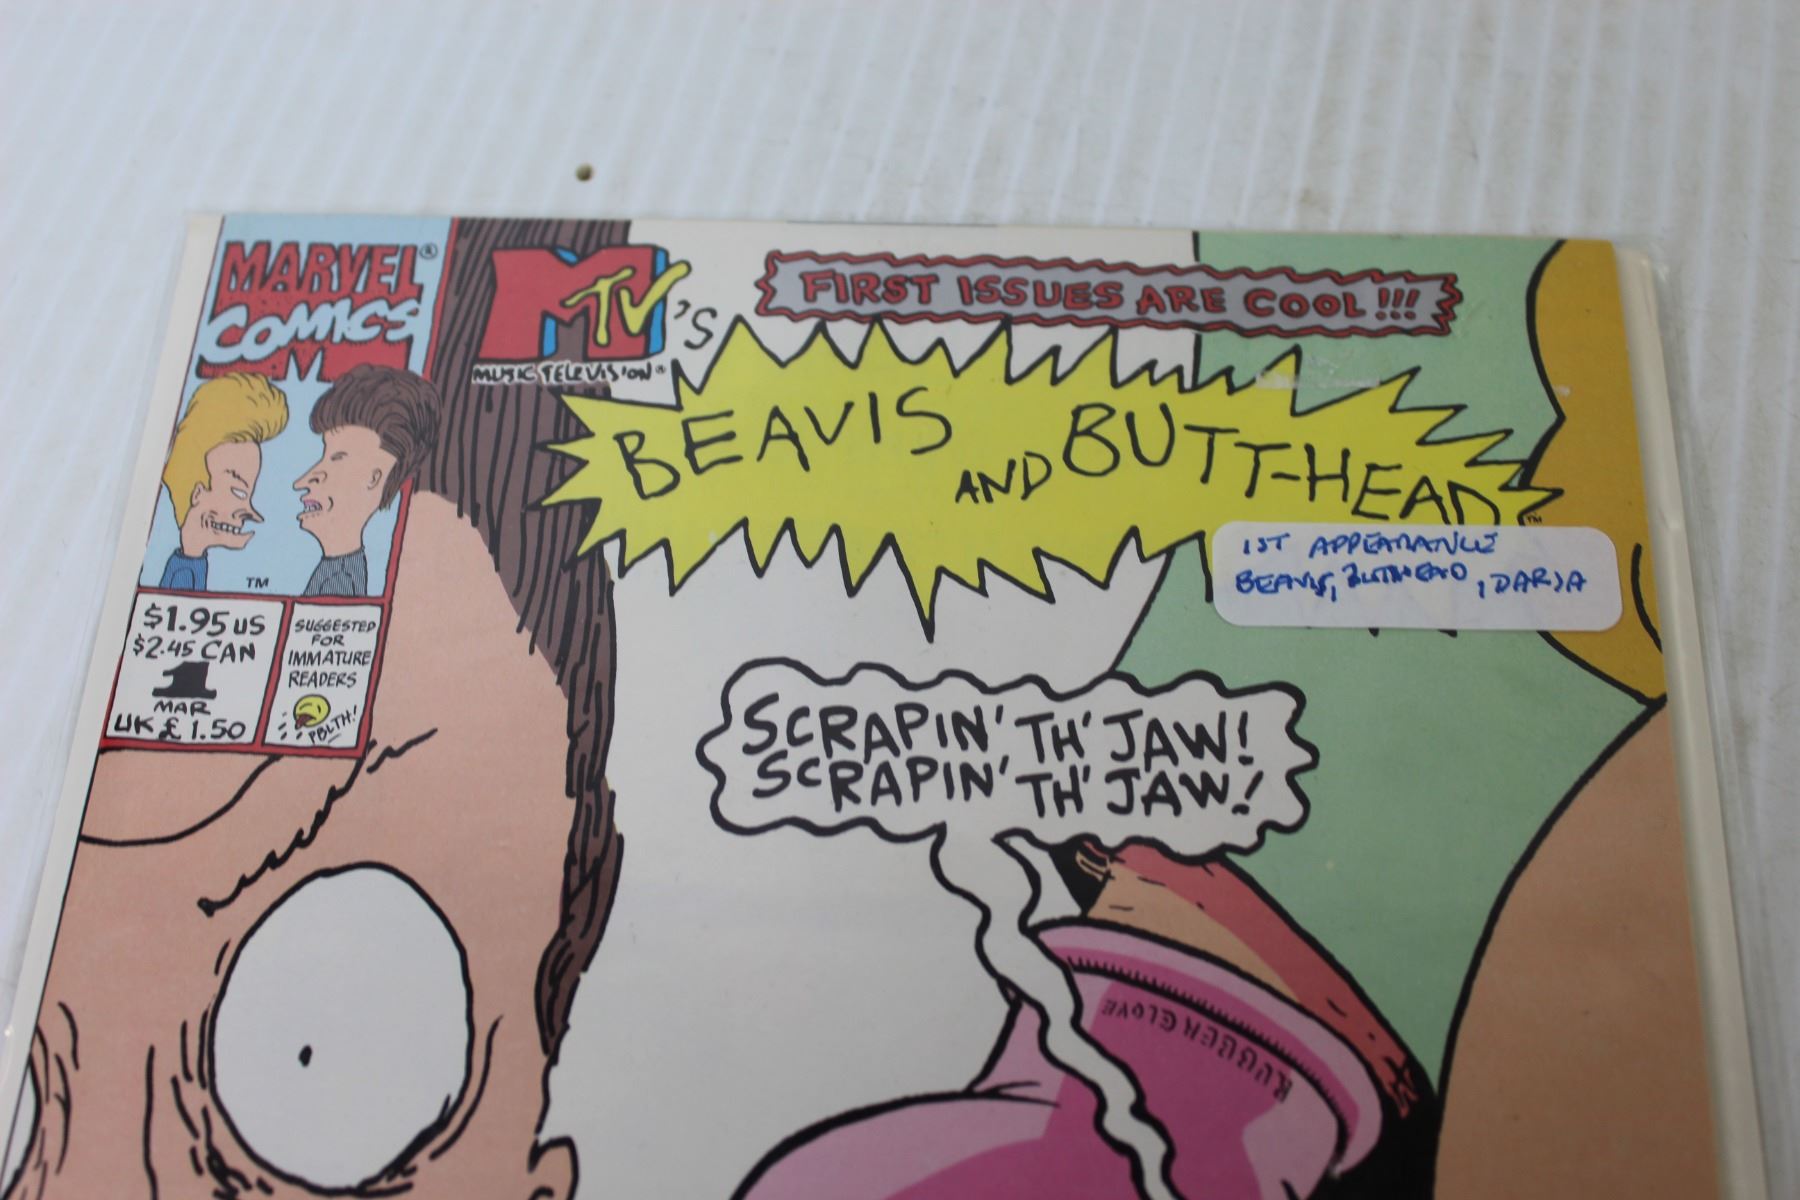 MARVEL®
COMICS
M
TM
MTV's
MUSIC TELEVISION®
FIRST ISSUES ARE COOL!!!
BEAVIS
AND BUTT-HEAD
TM
1ST APPEARANCE
BEAVIS, BUTTHEAD, DARIA
$1.95 US
$2.45 CAN
1
MAR
UK £ 1.50
SUGGESTED
FOR
IMMATURE
READERS
PBLTH!
SCRAPIN' TH' JAW!
SCRAPIN' TH' JAW!
RUBBER GLOVE